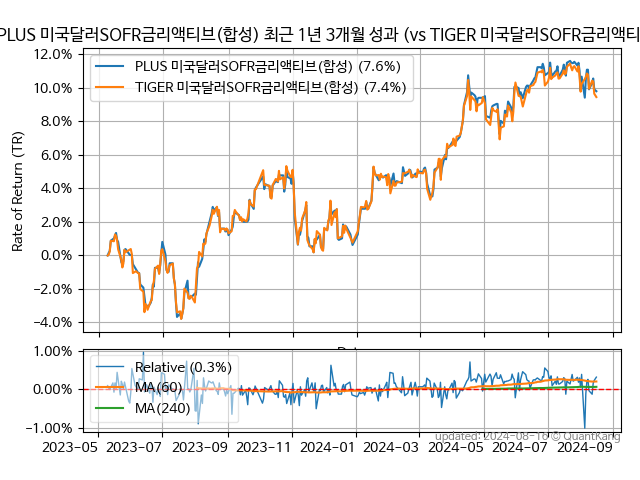 PLUS 미국달러SOFR금리액티브(합성) 최근 1년 3개월 성과 (vs TIGER 미국달러SOFR금리액티
12.0%
10.0%
8.0%
6.0%
4.0%
2.0%
0.0%
−2.0%
−4.0%
Rate of Return (TR)
PLUS 미국달러SOFR금리액티브(합성) (7.6%)
TIGER 미국달러SOFR금리액티브(합성) (7.4%)
1.00%
0.00%
−1.00%
Relative (0.3%)
MA(60)
MA(240)
2023-05 2023-07 2023-09 2023-11 2024-01 2024-03 2024-05 2024-07 2024-09
updated: 2024-08-16 © QuantKang